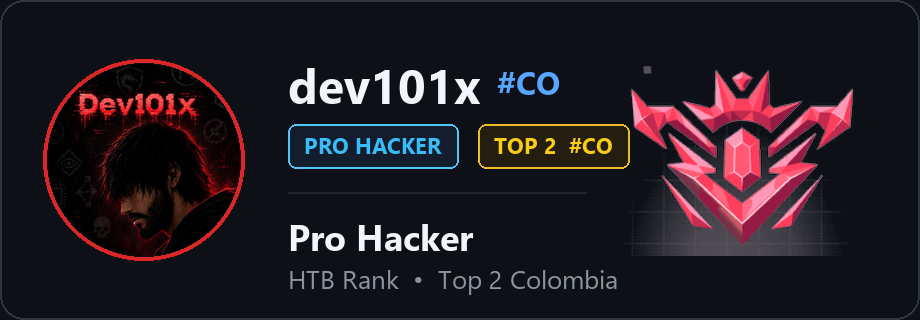 Dev101x
dev101x #CO
PRO HACKER
TOP 2 #CO
Pro Hacker
HTB Rank • Top 2 Colombia